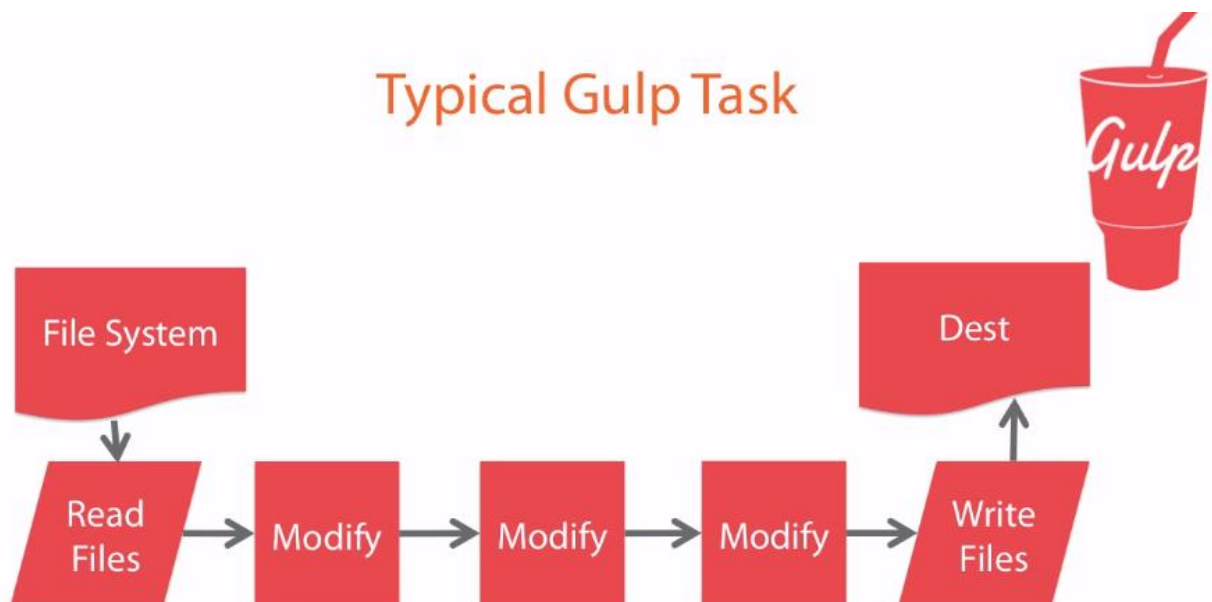 Typical Gulp Task
Gulp
File System
Dest
Read
Files
Modify
Modify
Modify
Write
Files